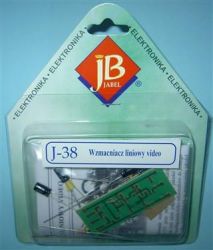 • ELEKTRONIKA • ELEKTRONIKA •
JB
JABEL
• ELEKTRONIKA • ELEKTRONIKA •
J-38
Wzmacniacz liniowy video